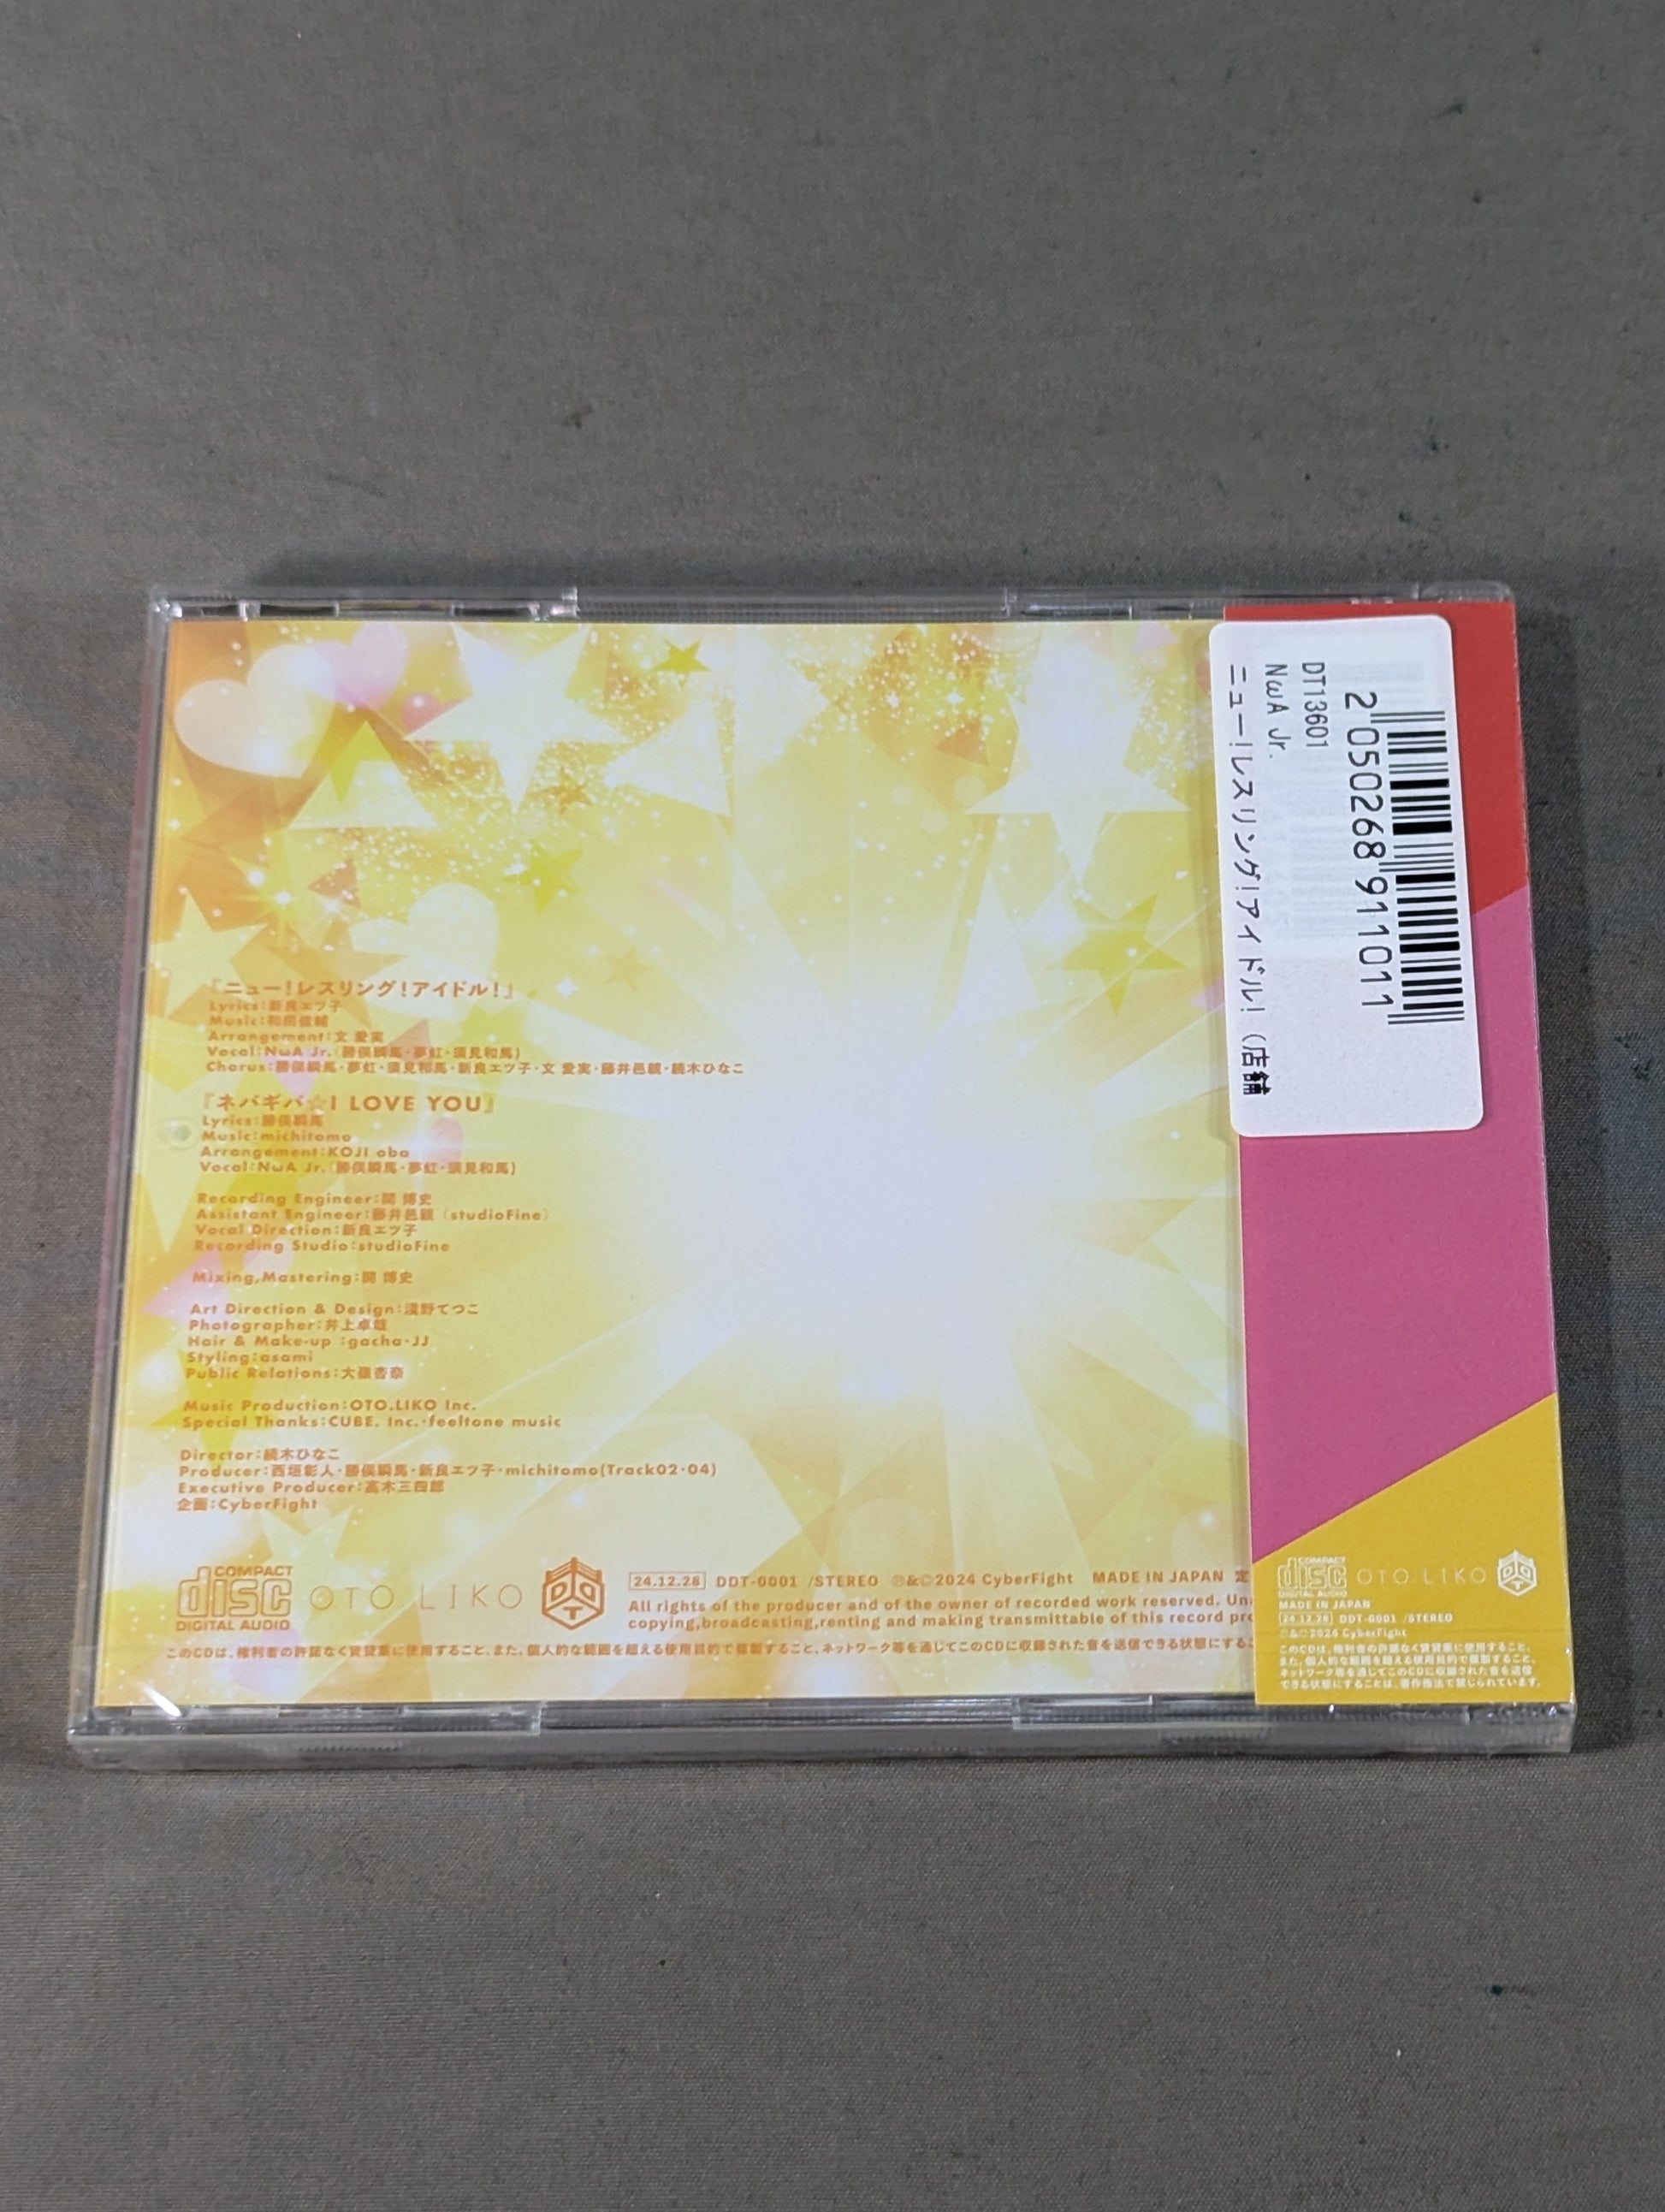 『ニュー!レスリング!アイドル!』
Lyrics:新良エツ子
Music:和田俊輔
Arrangement:文 愛実
Vocal:NωA Jr.(勝俣瞬馬・夢虹・須見和馬)
Chorus:勝俣瞬馬・夢虹・須見和馬・新良エツ子・文 愛実・藤井邑穎・続木ひなこ
『ネバギバ☆I LOVE YOU』
Lyrics:勝俣瞬馬
Music:michitomo
Arrangement:KOJI oba
Vocal:NωA Jr.(勝俣瞬馬・夢虹・須見和馬)
Recording Engineer:関 博史
Assistant Engineer:藤井邑穎(studioFine)
Vocal Direction:新良エツ子
Recording Studio:studioFine
Mixing,Mastering:関 博史
Art Direction & Design:淺野てつこ
Photographer:井上卓哉
Hair & Make-up :gacha・JJ
Styling:asami
Public Relations:大嶺杏奈
Music Production:OTO.LIKO Inc.
Special Thanks:CUBE. Inc.・feeltone music
Director:続木ひなこ
Producer:西垣彰人・勝俣瞬馬・新良エツ子・michitomo(Track02・04)
Executive Producer:髙木三四郎
企画:CyberFight
COMPACT disc DIGITAL AUDIO
OTO LIKO
DDT
24.12.28 DDT-0001 /STEREO ℗&©2024 CyberFight MADE IN JAPAN 定
All rights of the producer and of the owner of recorded work reserved. Una
copying,broadcasting,renting and making transmittable of this record pro
このCDは、権利者の許諾なく賃貸業に使用すること、また、個人的な範囲を超える使用目的で複製すること、ネットワーク等を通じてこのCDに収録された音を送信できる状態にするこ
2 050268 911011
DT13601
NωA Jr.
ニュー!レスリング!アイドル! (店舗
COMPACT disc DIGITAL AUDIO
OTO LIKO
DDT
MADE IN JAPAN
24.12.28 DDT-0001 /STEREO
℗&©2024 CyberFight
このCDは、権利者の許諾なく賃貸業に使用すること、
また、個人的な範囲を超える使用目的で複製すること、
ネットワーク等を通じてこのCDに収録された音を送信
できる状態にすることは、著作権法で禁じられています。